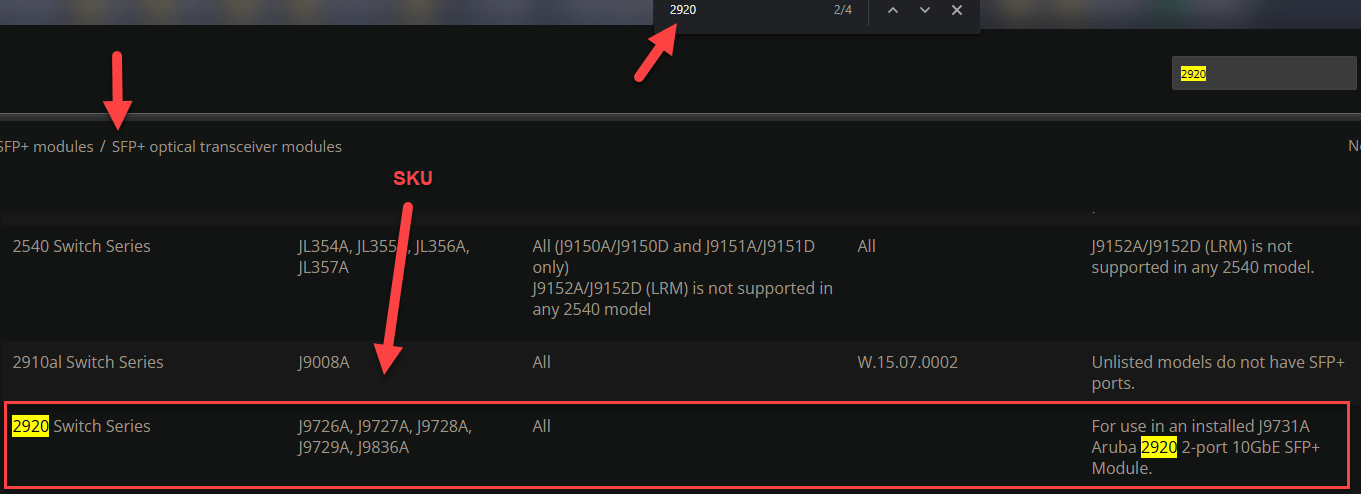 2920
2/4
2920
SFP+ modules / SFP+ optical transceiver modules
SKU
2540 Switch Series
JL354A, JL355A, JL356A,
JL357A
All (J9150A/J9150D and J9151A/J9151D
only)
J9152A/J9152D (LRM) is not supported in
any 2540 model
All
J9152A/J9152D (LRM) is not
supported in any 2540 model.
2910al Switch Series
J9008A
All
W.15.07.0002
Unlisted models do not have SFP+
ports.
2920 Switch Series
J9726A, J9727A, J9728A,
J9729A, J9836A
All
For use in an installed J9731A
Aruba 2920 2-port 10GbE SFP+
Module.